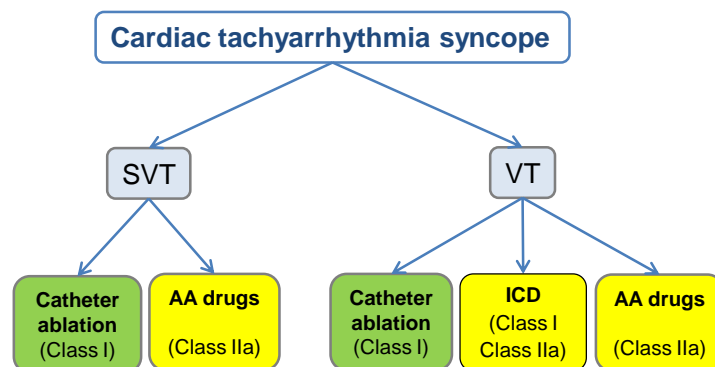 Cardiac tachyarrhythmia syncope
SVT
VT
Catheter
ablation
(Class I)
AA drugs
(Class IIa)
Catheter
ablation
(Class I)
ICD
(Class I
Class IIa)
AA drugs
(Class IIa)